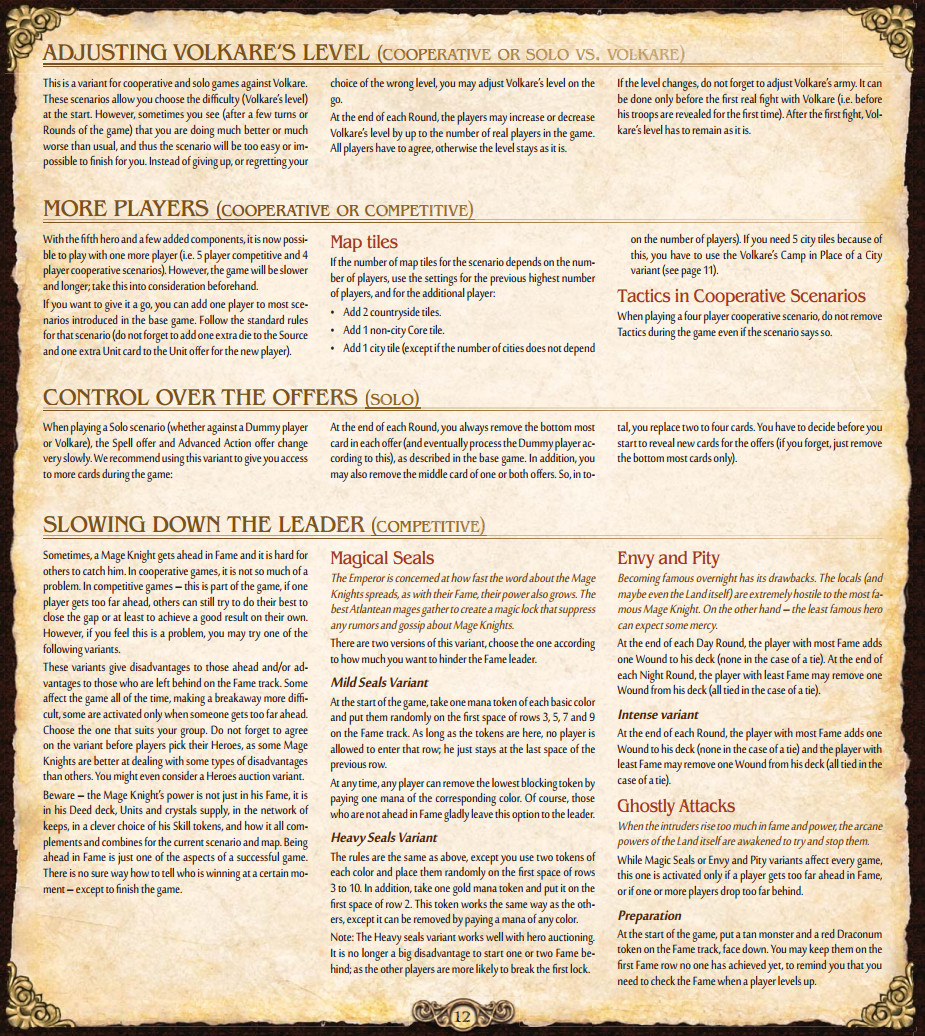 ADJUSTING VOLKARE'S LEVEL (COOPERATIVE OR SOLO VS. VOLKARE)
This is a variant for cooperative and solo games against Volkare.
These scenarios allow you choose the difficulty (Volkare's level)
at the start. However, sometimes you see (after a few turns or
Rounds of the game) that you are doing much better or much
worse than usual, and thus the scenario will be too easy or im-
possible to finish for you. Instead of giving up, or regretting your
choice of the wrong level, you may adjust Volkare's level on the
go.
At the end of each Round, the players may increase or decrease
Volkare's level by up to the number of real players in the game.
All players have to agree, otherwise the level stays as it is.
If the level changes, do not forget to adjust Volkare's army. It can
be done only before the first real fight with Volkare (i.e. before
his troops are revealed for the first time). After the first fight, Vol-
kare's level has to remain as it is.
MORE PLAYERS (COOPERATIVE OR COMPETITIVE)
With the fifth hero and a few added components, it is now possi-
ble to play with one more player (i.e. 5 player competitive and 4
player cooperative scenarios). However, the game will be slower
and longer; take this into consideration beforehand.
If you want to give it a go, you can add one player to most sce-
narios introduced in the base game. Follow the standard rules
for that scenario (do not forget to add one extra die to the Source
and one extra Unit card to the Unit offer for the new player).
Map tiles
If the number of map tiles for the scenario depends on the num-
ber of players, use the settings for the previous highest number
of players, and for the additional player:
• Add 2 countryside tiles.
• Add 1 non-city Core tile.
• Add 1 city tile (except if the number of cities does not depend
on the number of players). If you need 5 city tiles because of
this, you have to use the Volkare's Camp in Place of a City
variant (see page 11).
Tactics in Cooperative Scenarios
When playing a four player cooperative scenario, do not remove
Tactics during the game even if the scenario says so.
CONTROL OVER THE OFFERS (SOLO)
When playing a Solo scenario (whether against a Dummy player
or Volkare), the Spell offer and Advanced Action offer change
very slowly. We recommend using this variant to give you access
to more cards during the game:
At the end of each Round, you always remove the bottom most
card in each offer (and eventually process the Dummy player ac-
cording to this), as described in the base game. In addition, you
may also remove the middle card of one or both offers. So, in to-
tal, you replace two to four cards. You have to decide before you
start to reveal new cards for the offers (if you forget, just remove
the bottom most cards only).
SLOWING DOWN THE LEADER (COMPETITIVE)
Sometimes, a Mage Knight gets ahead in Fame and it is hard for
others to catch him. In cooperative games, it is not so much of a
problem. In competitive games – this is part of the game, if one
player gets too far ahead, others can still try to do their best to
close the gap or at least to achieve a good result on their own.
However, if you feel this is a problem, you may try one of the
following variants.
These variants give disadvantages to those ahead and/or ad-
vantages to those who are left behind on the Fame track. Some
affect the game all of the time, making a breakaway more diffi-
cult, some are activated only when someone gets too far ahead.
Choose the one that suits your group. Do not forget to agree
on the variant before players pick their Heroes, as some Mage
Knights are better at dealing with some types of disadvantages
than others. You might even consider a Heroes auction variant.
Beware – the Mage Knight's power is not just in his Fame, it is
in his Deed deck, Units and crystals supply, in the network of
keeps, in a clever choice of his Skill tokens, and how it all com-
plements and combines for the current scenario and map. Being
ahead in Fame is just one of the aspects of a successful game.
There is no sure way how to tell who is winning at a certain mo-
ment – except to finish the game.
Magical Seals
The Emperor is concerned at how fast the word about the Mage
Knights spreads, as with their Fame, their power also grows. The
best Atlantean mages gather to create a magic lock that suppress
any rumors and gossip about Mage Knights.
There are two versions of this variant, choose the one according
to how much you want to hinder the Fame leader.
Mild Seals Variant
At the start of the game, take one mana token of each basic color
and put them randomly on the first space of rows 3, 5, 7 and 9
on the Fame track. As long as the tokens are here, no player is
allowed to enter that row; he just stays at the last space of the
previous row.
At any time, any player can remove the lowest blocking token by
paying one mana of the corresponding color. Of course, those
who are not ahead in Fame gladly leave this option to the leader.
Heavy Seals Variant
The rules are the same as above, except you use two tokens of
each color and place them randomly on the first space of rows
3 to 10. In addition, take one gold mana token and put it on the
first space of row 2. This token works the same way as the oth-
ers, except it can be removed by paying a mana of any color.
Note: The Heavy seals variant works well with hero auctioning.
It is no longer a big disadvantage to start one or two Fame be-
hind; as the other players are more likely to break the first lock.
Envy and Pity
Becoming famous overnight has its drawbacks. The locals (and
maybe even the Land itself) are extremely hostile to the most fa-
mous Mage Knight. On the other hand – the least famous hero
can expect some mercy.
At the end of each Day Round, the player with most Fame adds
one Wound to his deck (none in the case of a tie). At the end of
each Night Round, the player with least Fame may remove one
Wound from his deck (all tied in the case of a tie).
Intense variant
At the end of each Round, the player with most Fame adds one
Wound to his deck (none in the case of a tie) and the player with
least Fame may remove one Wound from his deck (all tied in the
case of a tie).
Ghostly Attacks
When the intruders rise too much in fame and power, the arcane
powers of the Land itself are awakened to try and stop them.
While Magic Seals or Envy and Pity variants affect every game,
this one is activated only if a player gets too far ahead in Fame,
or if one or more players drop too far behind.
Preparation
At the start of the game, put a tan monster and a red Draconum
token on the Fame track, face down. You may keep them on the
first Fame row no one has achieved yet, to remind you that you
need to check the Fame when a player levels up.
12